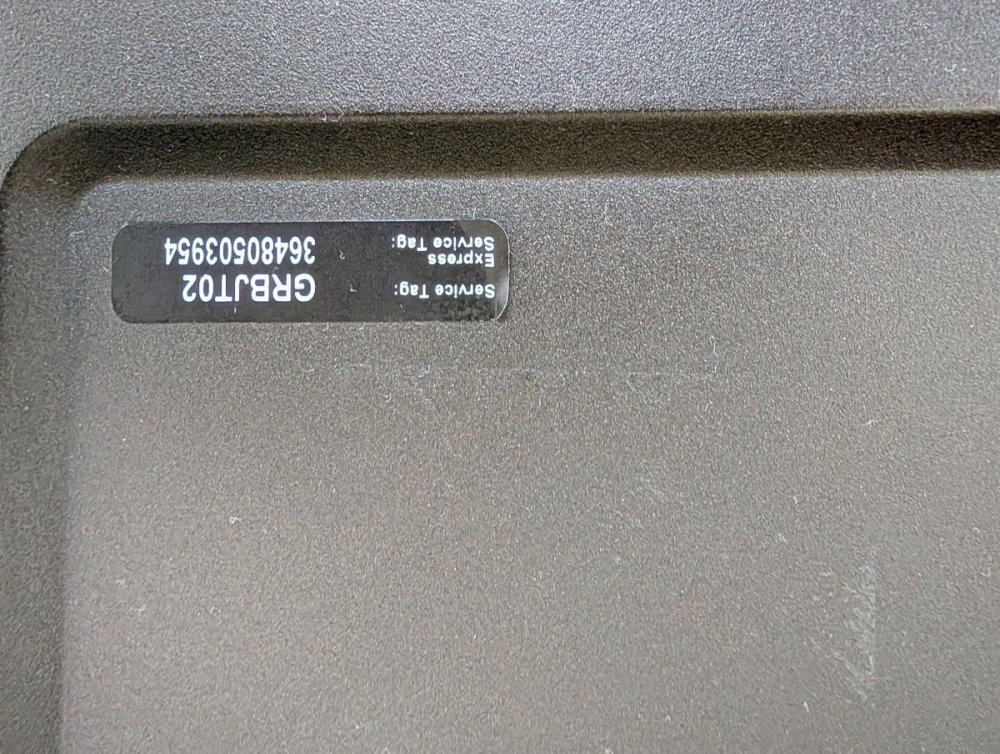 Service Tag: GRBJT02
Express
Service Tag: 36480503954